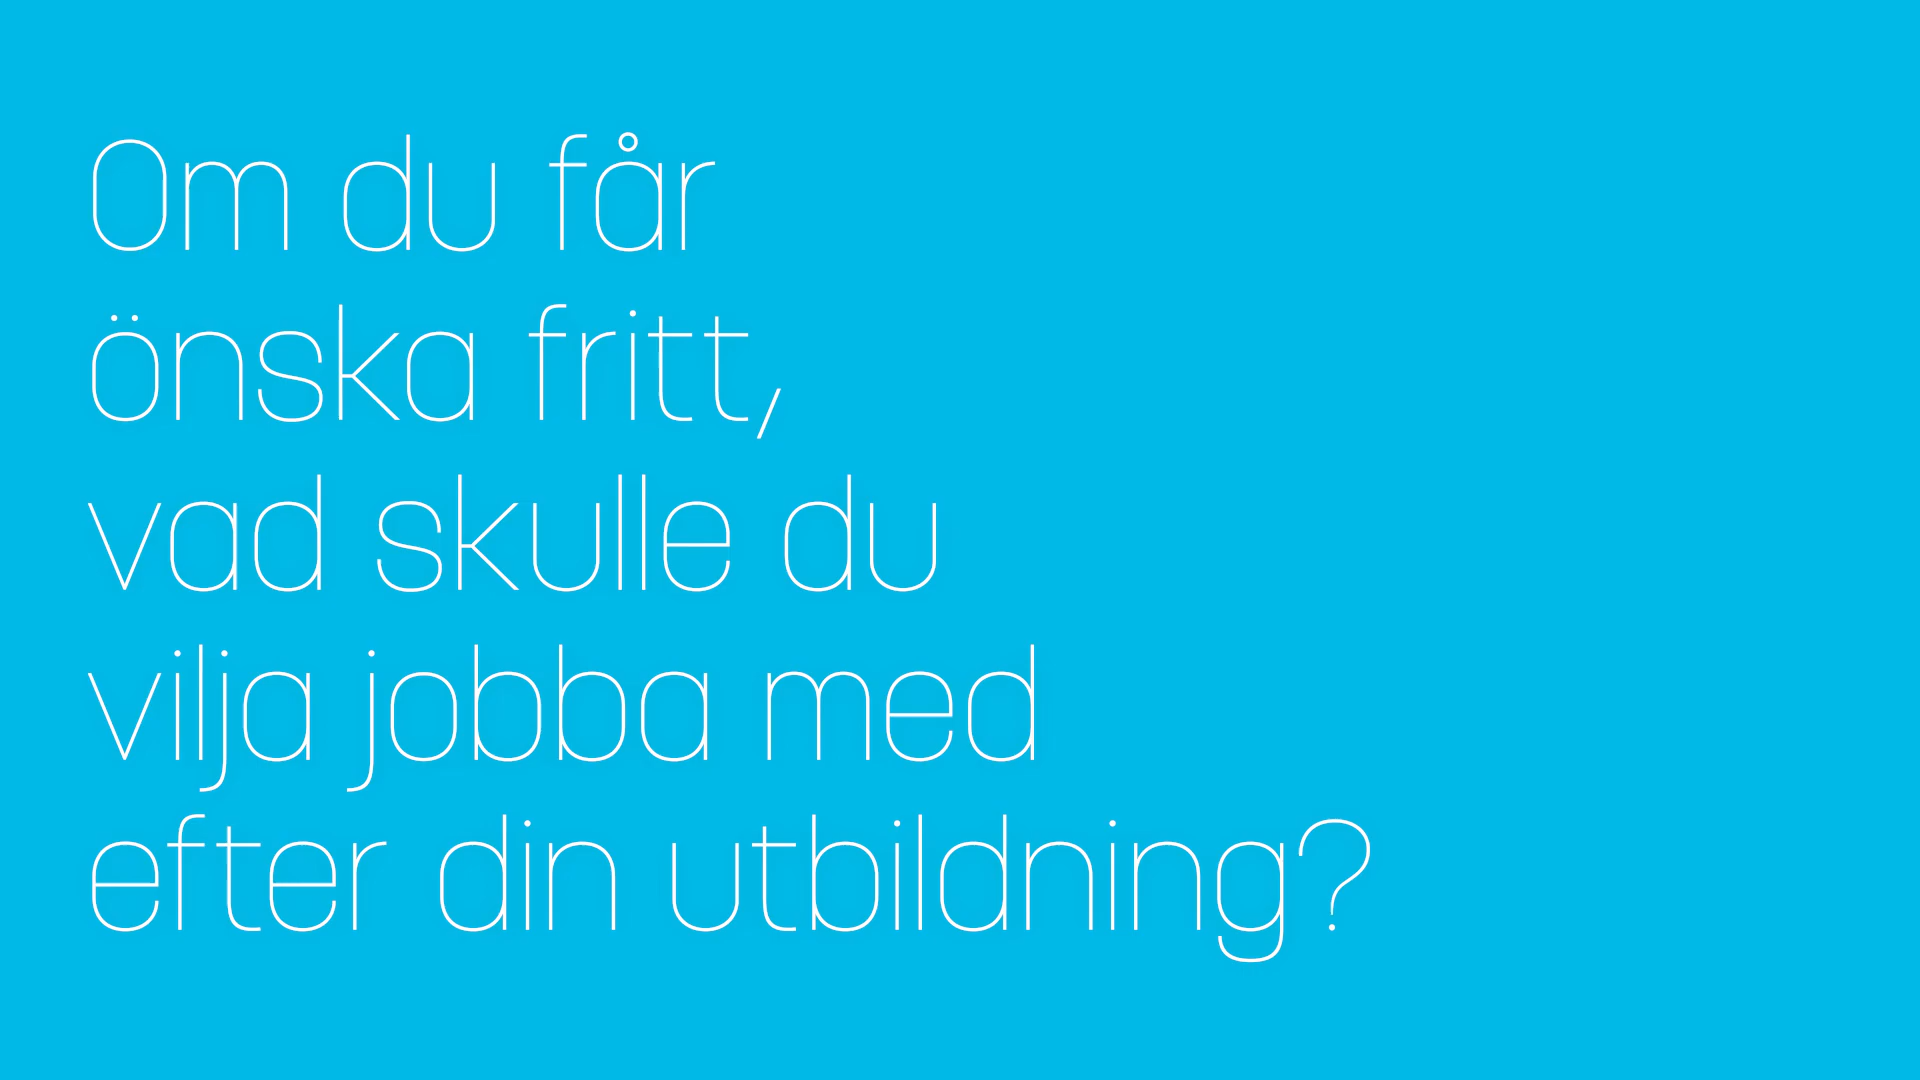 Om du får
önska fritt,
vad skulle du
vilja jobba med
efter din utbildning?